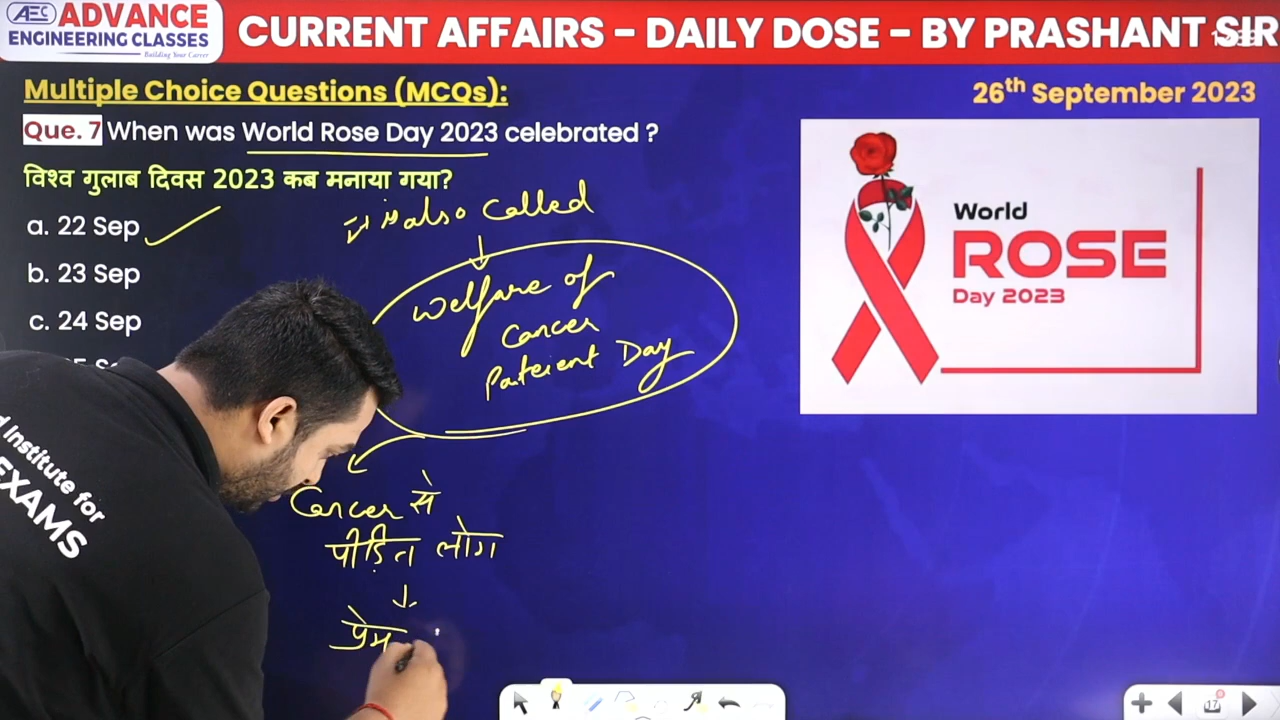 AEC ADVANCE
ENGINEERING CLASSES
Building Your Career
CURRENT AFFAIRS – DAILY DOSE – BY PRASHANT SIR
Multiple Choice Questions (MCQs):
26th September 2023
Que. 7 When was World Rose Day 2023 celebrated ?
विश्व गुलाब दिवस 2023 कब मनाया गया?
a. 22 Sep
b. 23 Sep
c. 24 Sep
is also called
Welfare of
Cancer
Pateient Day
Cancer से
पीडित लोग
प्रेम
World
ROSE
Day 2023
Institute for
EXAMS
17